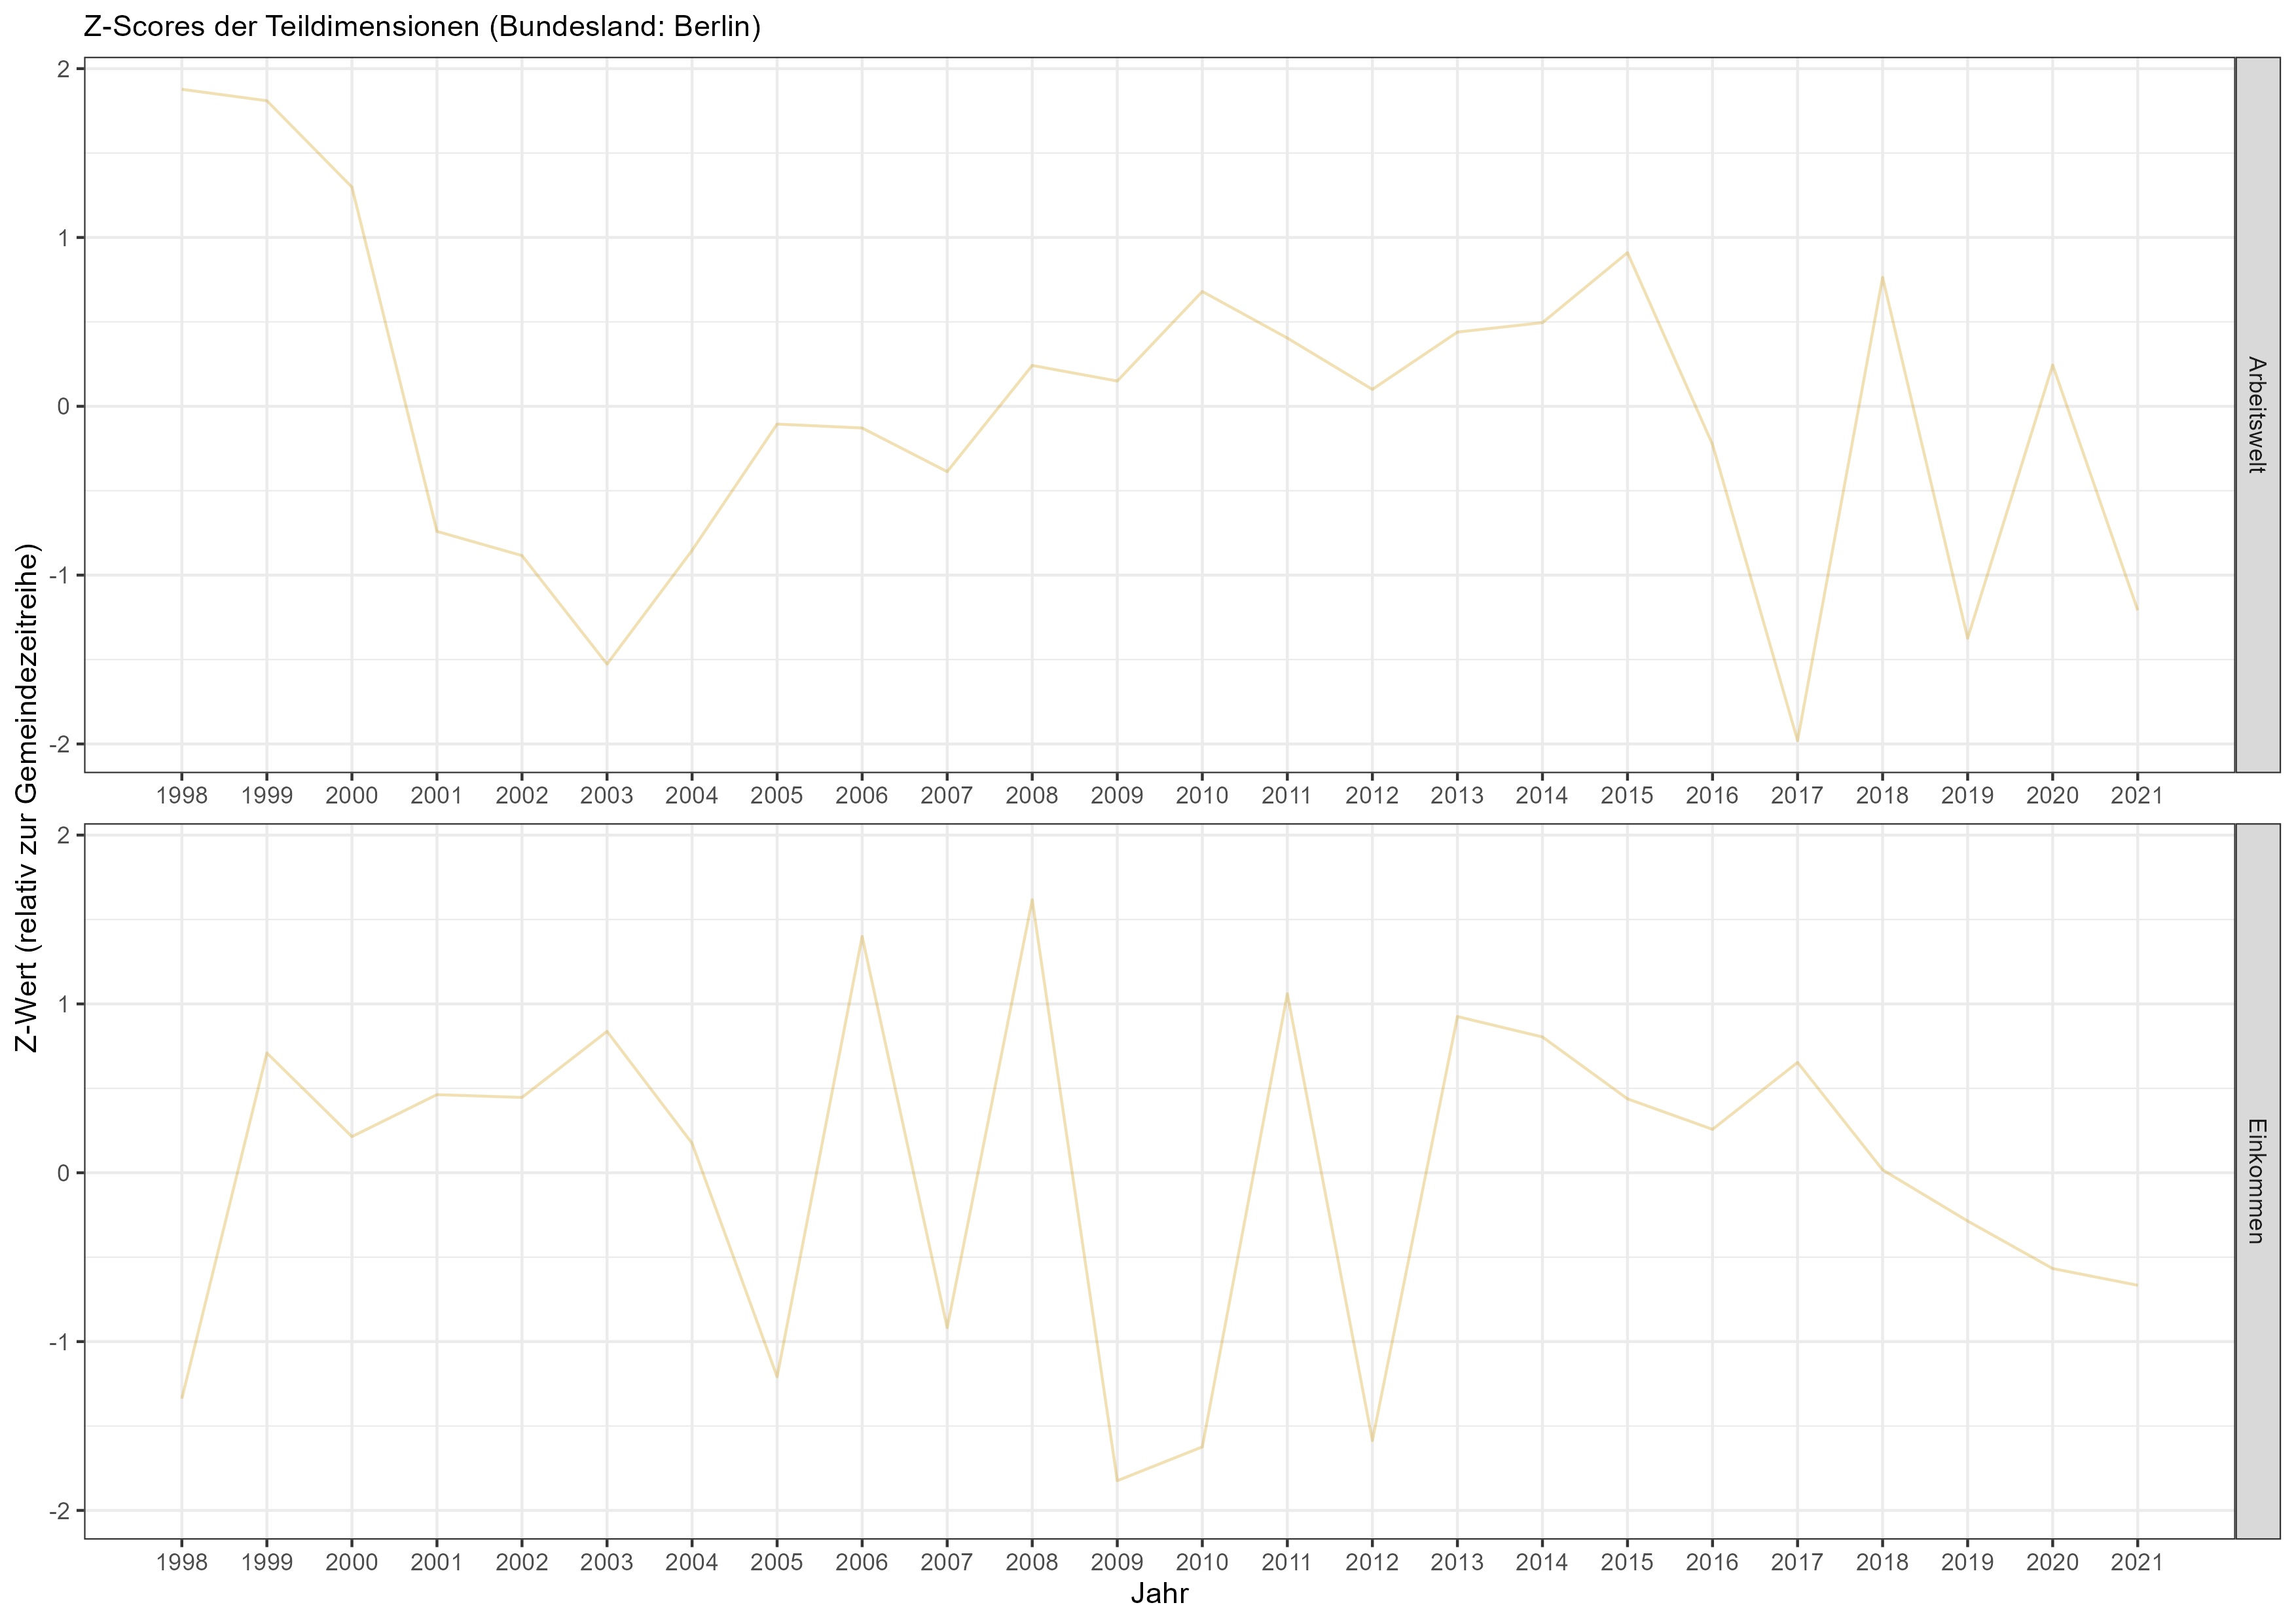 Z-Scores der Teildimensionen (Bundesland: Berlin)
Z-Wert (relativ zur Gemeindezeitreihe)
2
1
0
-1
-2
Arbeitswelt
1998 1999 2000 2001 2002 2003 2004 2005 2006 2007 2008 2009 2010 2011 2012 2013 2014 2015 2016 2017 2018 2019 2020 2021
2
1
0
-1
-2
Einkommen
1998 1999 2000 2001 2002 2003 2004 2005 2006 2007 2008 2009 2010 2011 2012 2013 2014 2015 2016 2017 2018 2019 2020 2021
Jahr